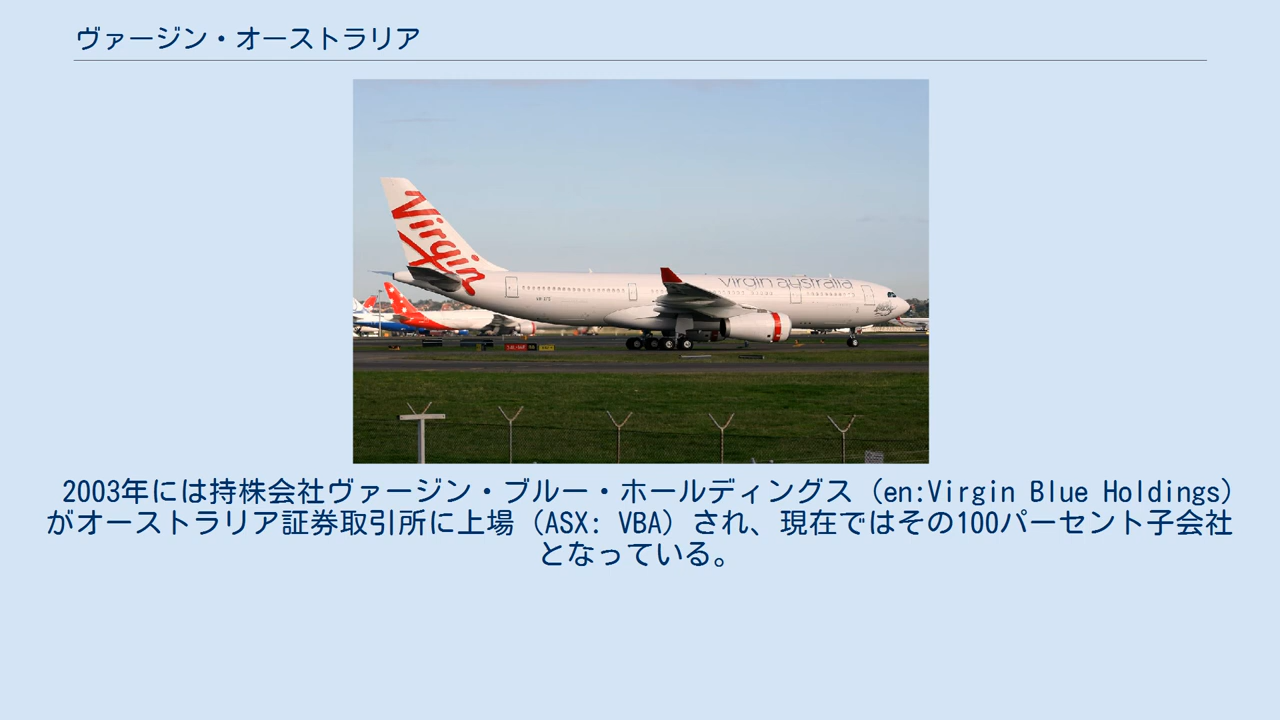 ヴァージン・オーストラリア
Virgin
virgin australia
2003年には持株会社ヴァージン・ブルー・ホールディングス（en:Virgin Blue Holdings）
がオーストラリア証券取引所に上場（ASX: VBA）され、現在ではその100パーセント子会社
となっている。